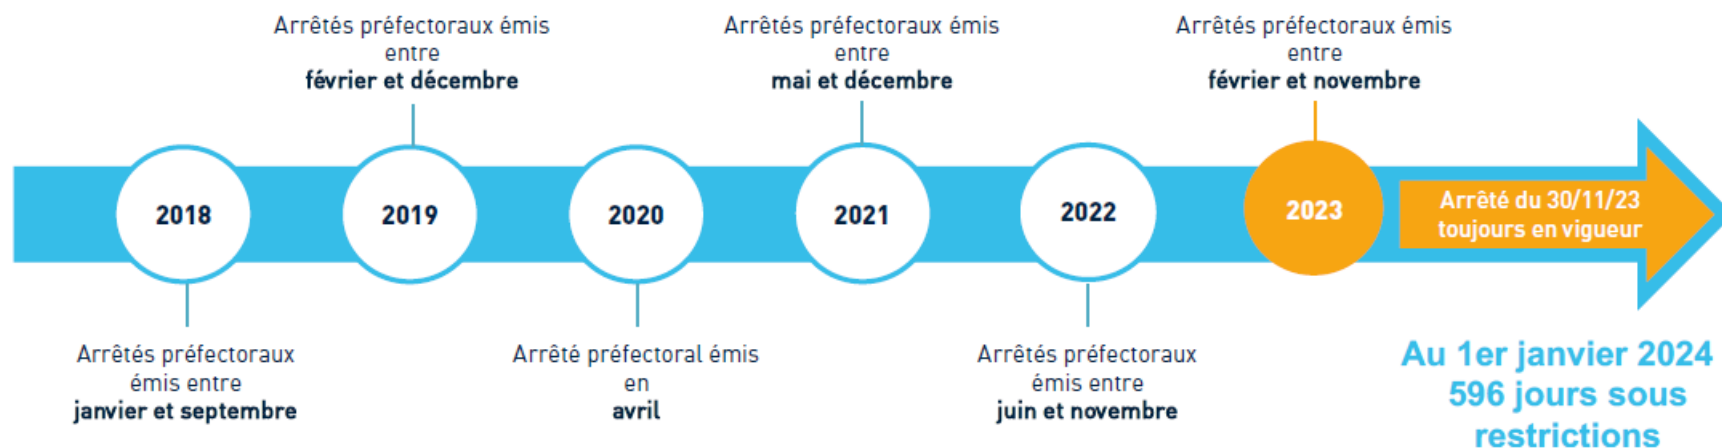 Arrêtés préfectoraux émis
entre
février et décembre
Arrêtés préfectoraux émis
entre
mai et décembre
Arrêtés préfectoraux émis
entre
février et novembre
2018
2019
2020
2021
2022
2023
Arrêté du 30/11/23
toujours en vigueur
Arrêtés préfectoraux
émis entre
janvier et septembre
Arrêté préfectoral émis
en
avril
Arrêtés préfectoraux
émis entre
juin et novembre
Au 1er janvier 2024
596 jours sous
restrictions